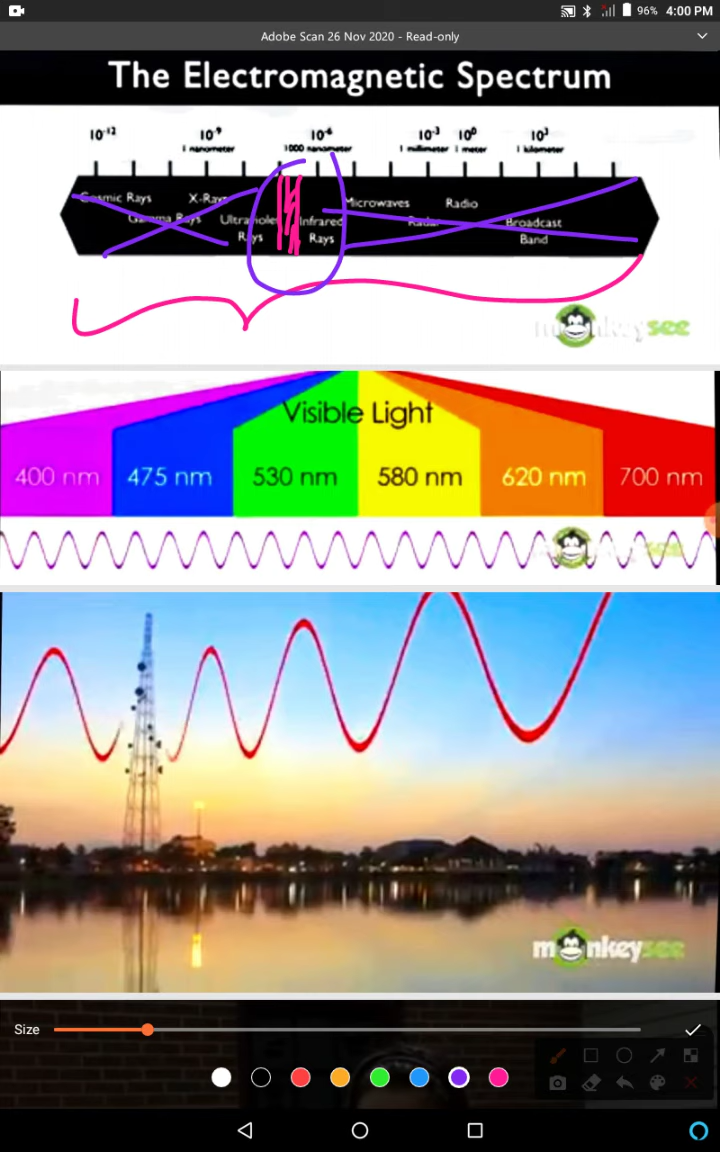 96% 4:00 PM
Adobe Scan 26 Nov 2020 - Read-only
The Electromagnetic Spectrum
10-12 10-9 10-6 10-3 100 103
1 nanometer 1000 nanometer 1 millimeter 1 meter 1 kilometer
Cosmic Rays X-Rays Microwaves Radio
Gamma Rays Ultraviolet Infrared Radar Broadcast
Rays Rays Band
monkeysee
Visible Light
400 nm 475 nm 530 nm 580 nm 620 nm 700 nm
monkeysee
Size